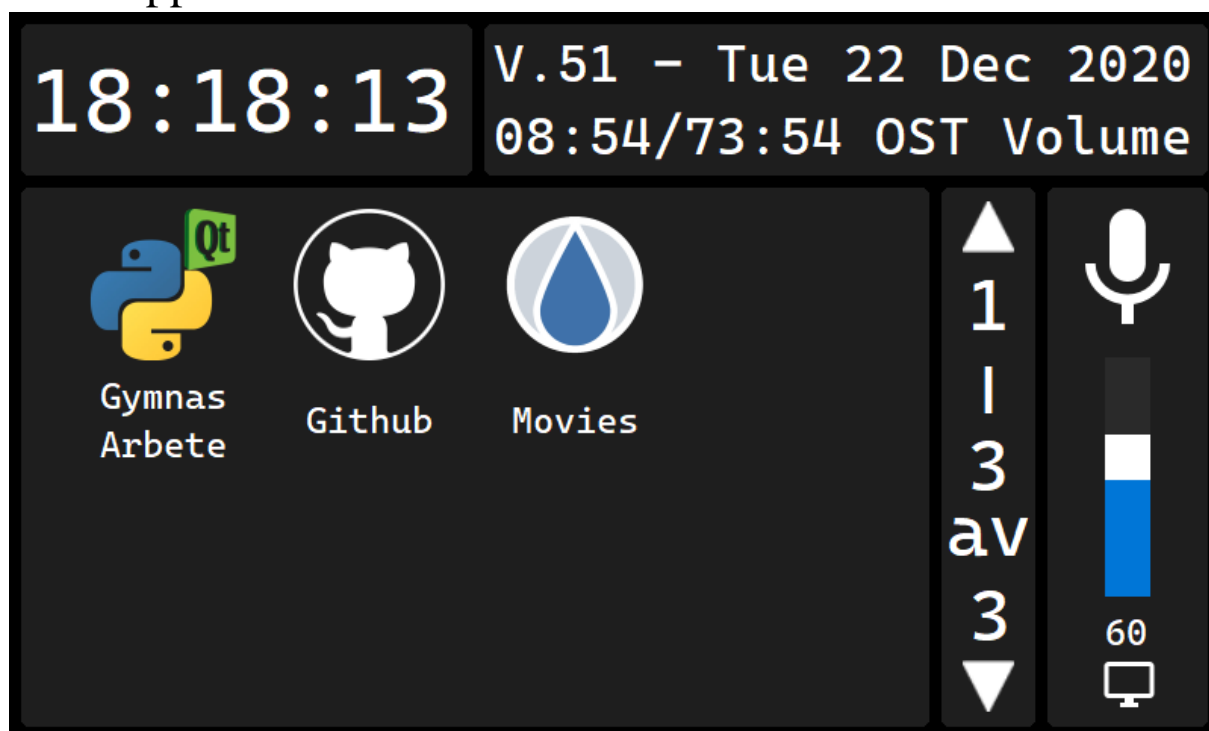 18:18:13
V.51 - Tue 22 Dec 2020
08:54/73:54 OST Volume
Qt
Gymnas
Arbete
Github
Movies
1
|
3
av
3
60